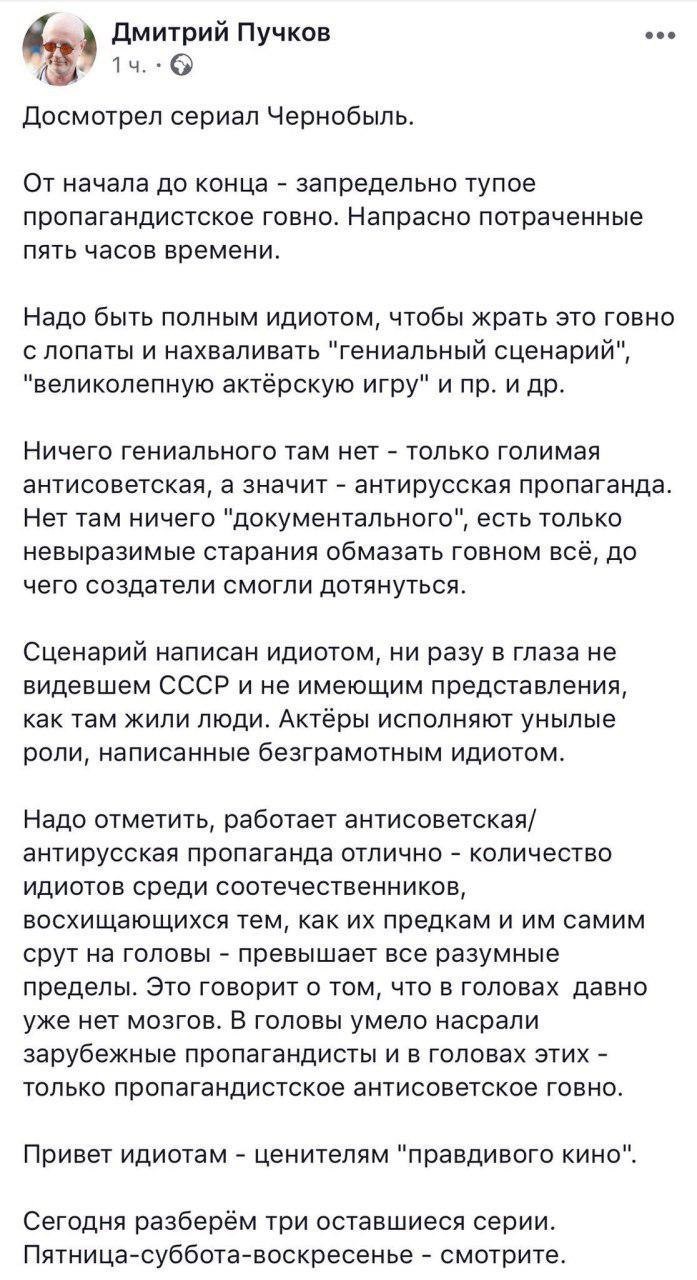 Дмитрий Пучков
1 ч. ·
Досмотрел сериал Чернобыль.
От начала до конца - запредельно тупое
пропагандистское говно. Напрасно потраченные
пять часов времени.
Надо быть полным идиотом, чтобы жрать это говно
с лопаты и нахваливать "гениальный сценарий",
"великолепную актёрскую игру" и пр. и др.
Ничего гениального там нет - только голимая
антисоветская, а значит - антирусская пропаганда.
Нет там ничего "документального", есть только
невыразимые старания обмазать говном всё, до
чего создатели смогли дотянуться.
Сценарий написан идиотом, ни разу в глаза не
видевшем СССР и не имеющим представления,
как там жили люди. Актёры исполняют унылые
роли, написанные безграмотным идиотом.
Надо отметить, работает антисоветская/
антирусская пропаганда отлично - количество
идиотов среди соотечественников,
восхищающихся тем, как их предкам и им самим
срут на головы - превышает все разумные
пределы. Это говорит о том, что в головах  давно
уже нет мозгов. В головы умело насрали
зарубежные пропагандисты и в головах этих -
только пропагандистское антисоветское говно.
Привет идиотам - ценителям "правдивого кино".
Сегодня разберём три оставшиеся серии.
Пятница-суббота-воскресенье - смотрите.